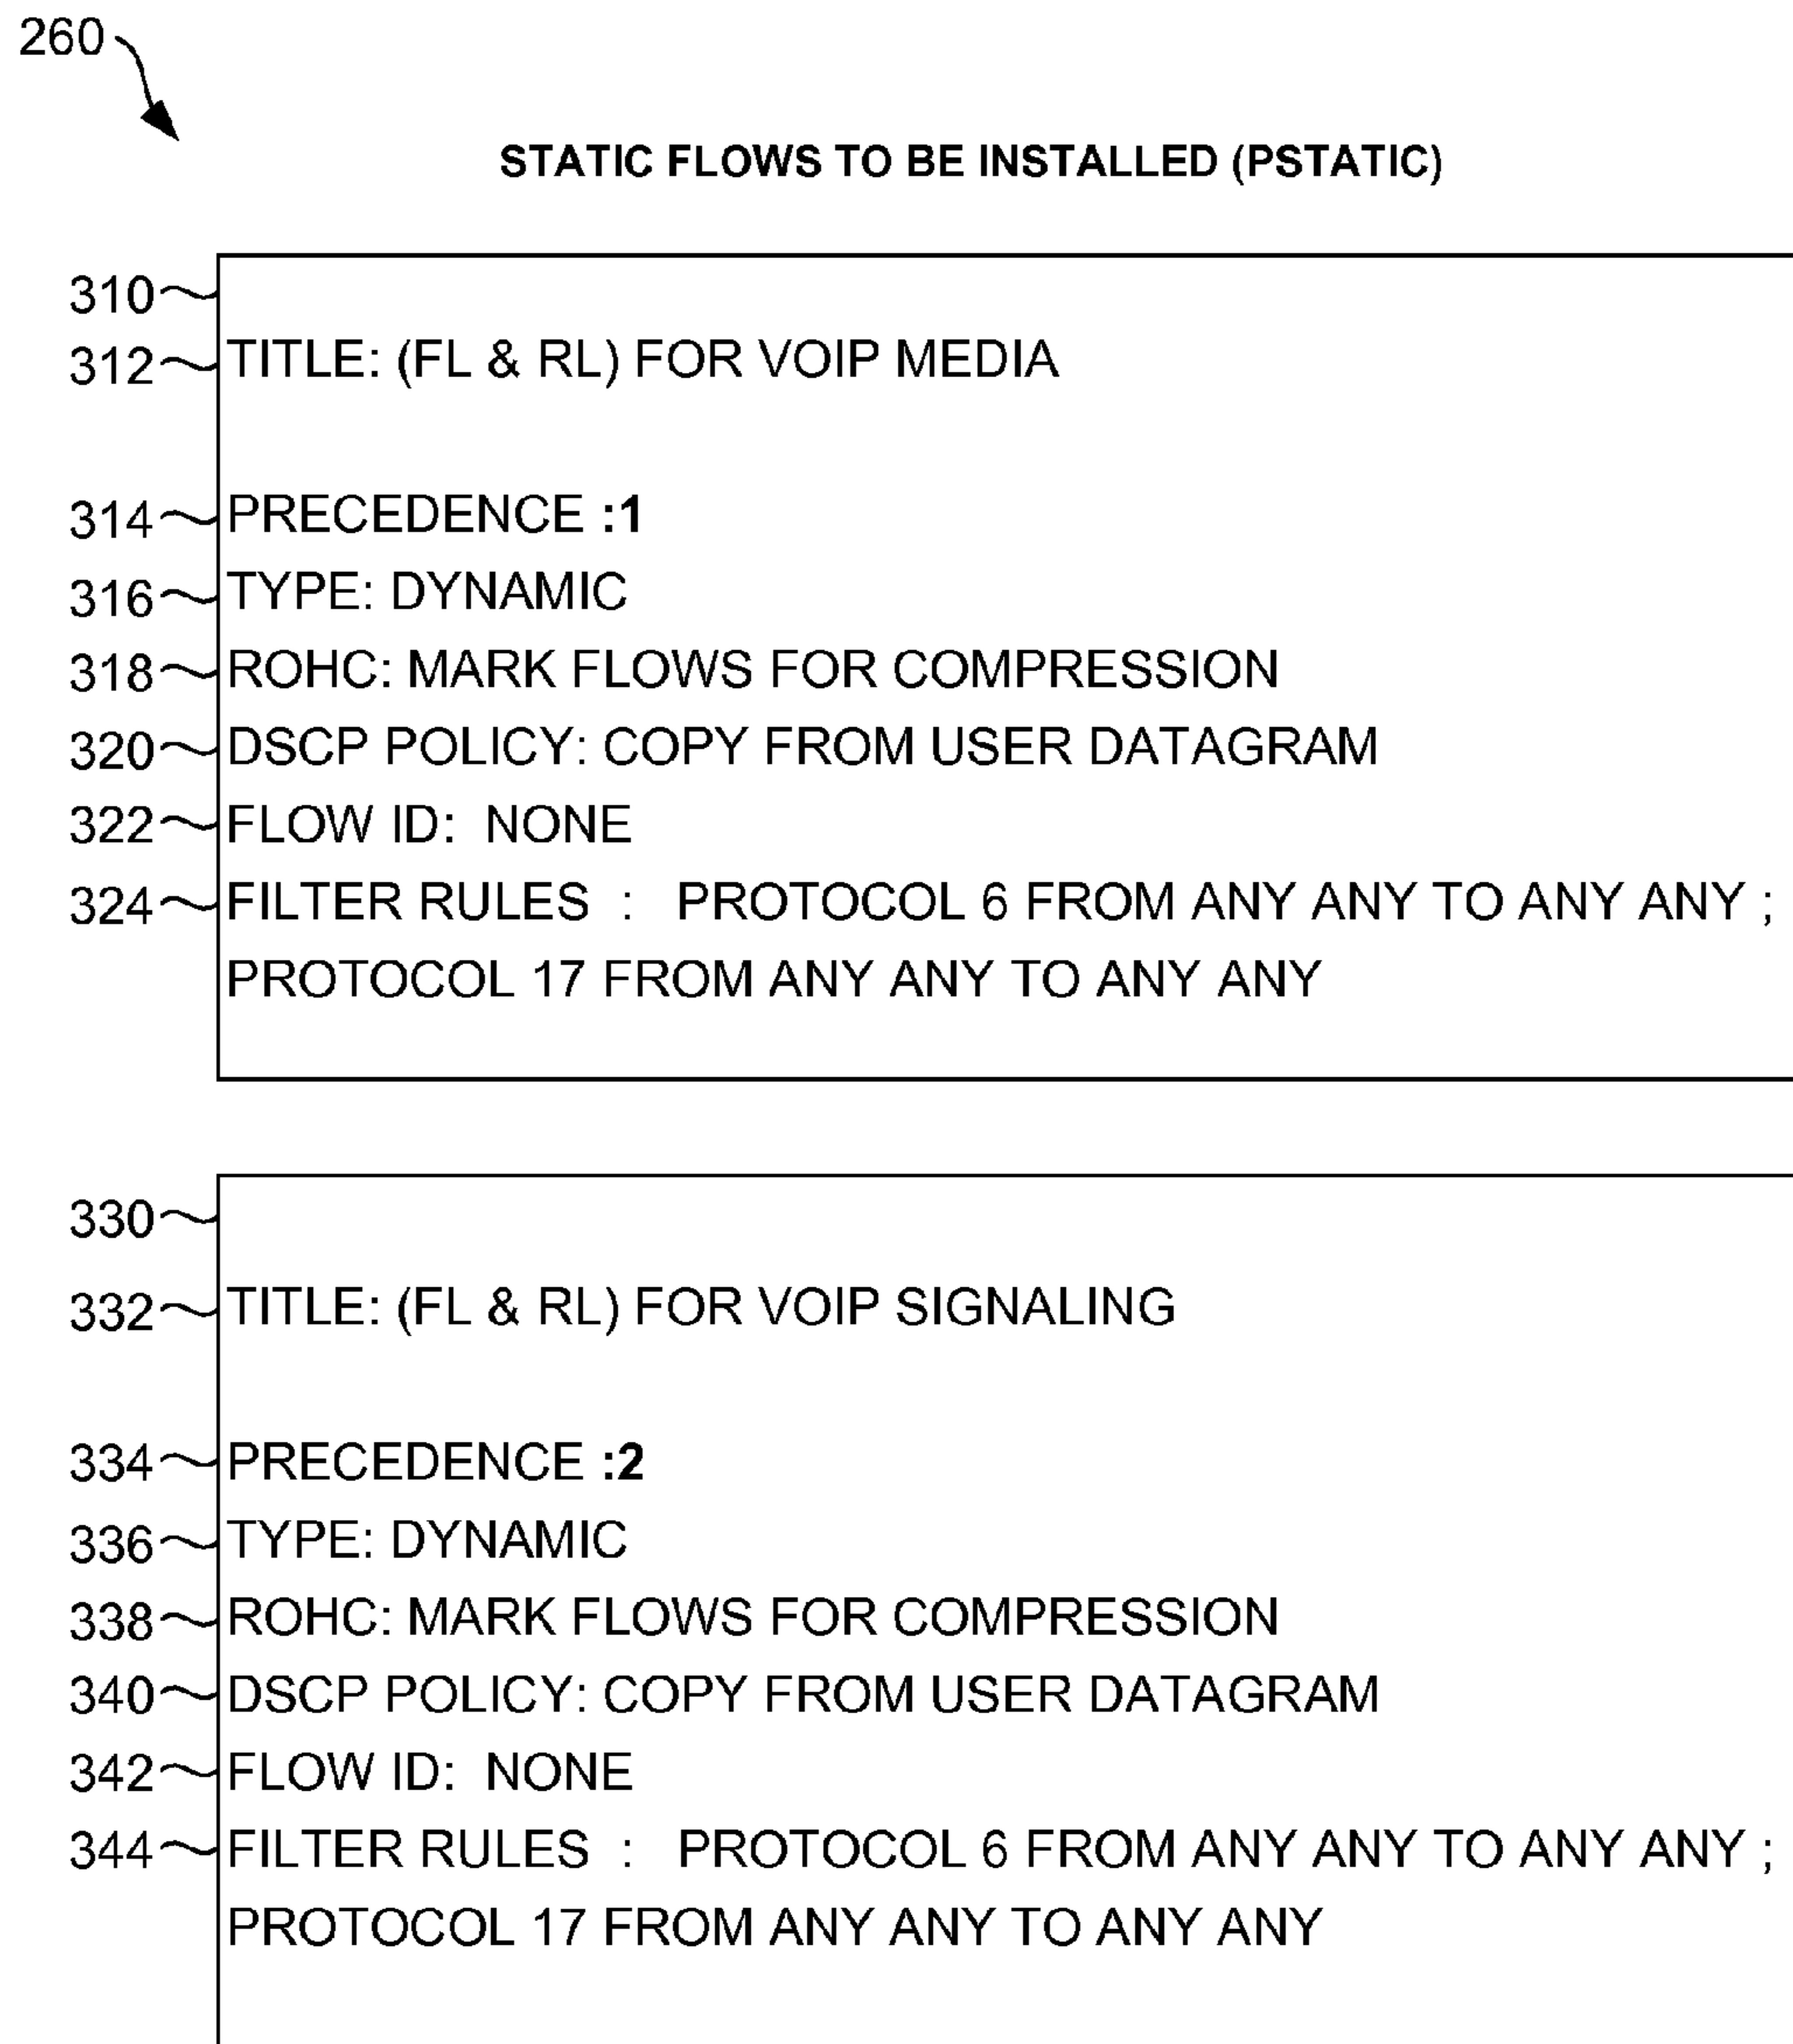 260
STATIC FLOWS TO BE INSTALLED (PSTATIC)
310
312 TITLE: (FL & RL) FOR VOIP MEDIA
314 PRECEDENCE :1
316 TYPE: DYNAMIC
318 ROHC: MARK FLOWS FOR COMPRESSION
320 DSCP POLICY: COPY FROM USER DATAGRAM
322 FLOW ID: NONE
324 FILTER RULES : PROTOCOL 6 FROM ANY ANY TO ANY ANY ;
PROTOCOL 17 FROM ANY ANY TO ANY ANY
330
332 TITLE: (FL & RL) FOR VOIP SIGNALING
334 PRECEDENCE :2
336 TYPE: DYNAMIC
338 ROHC: MARK FLOWS FOR COMPRESSION
340 DSCP POLICY: COPY FROM USER DATAGRAM
342 FLOW ID: NONE
344 FILTER RULES : PROTOCOL 6 FROM ANY ANY TO ANY ANY ;
PROTOCOL 17 FROM ANY ANY TO ANY ANY